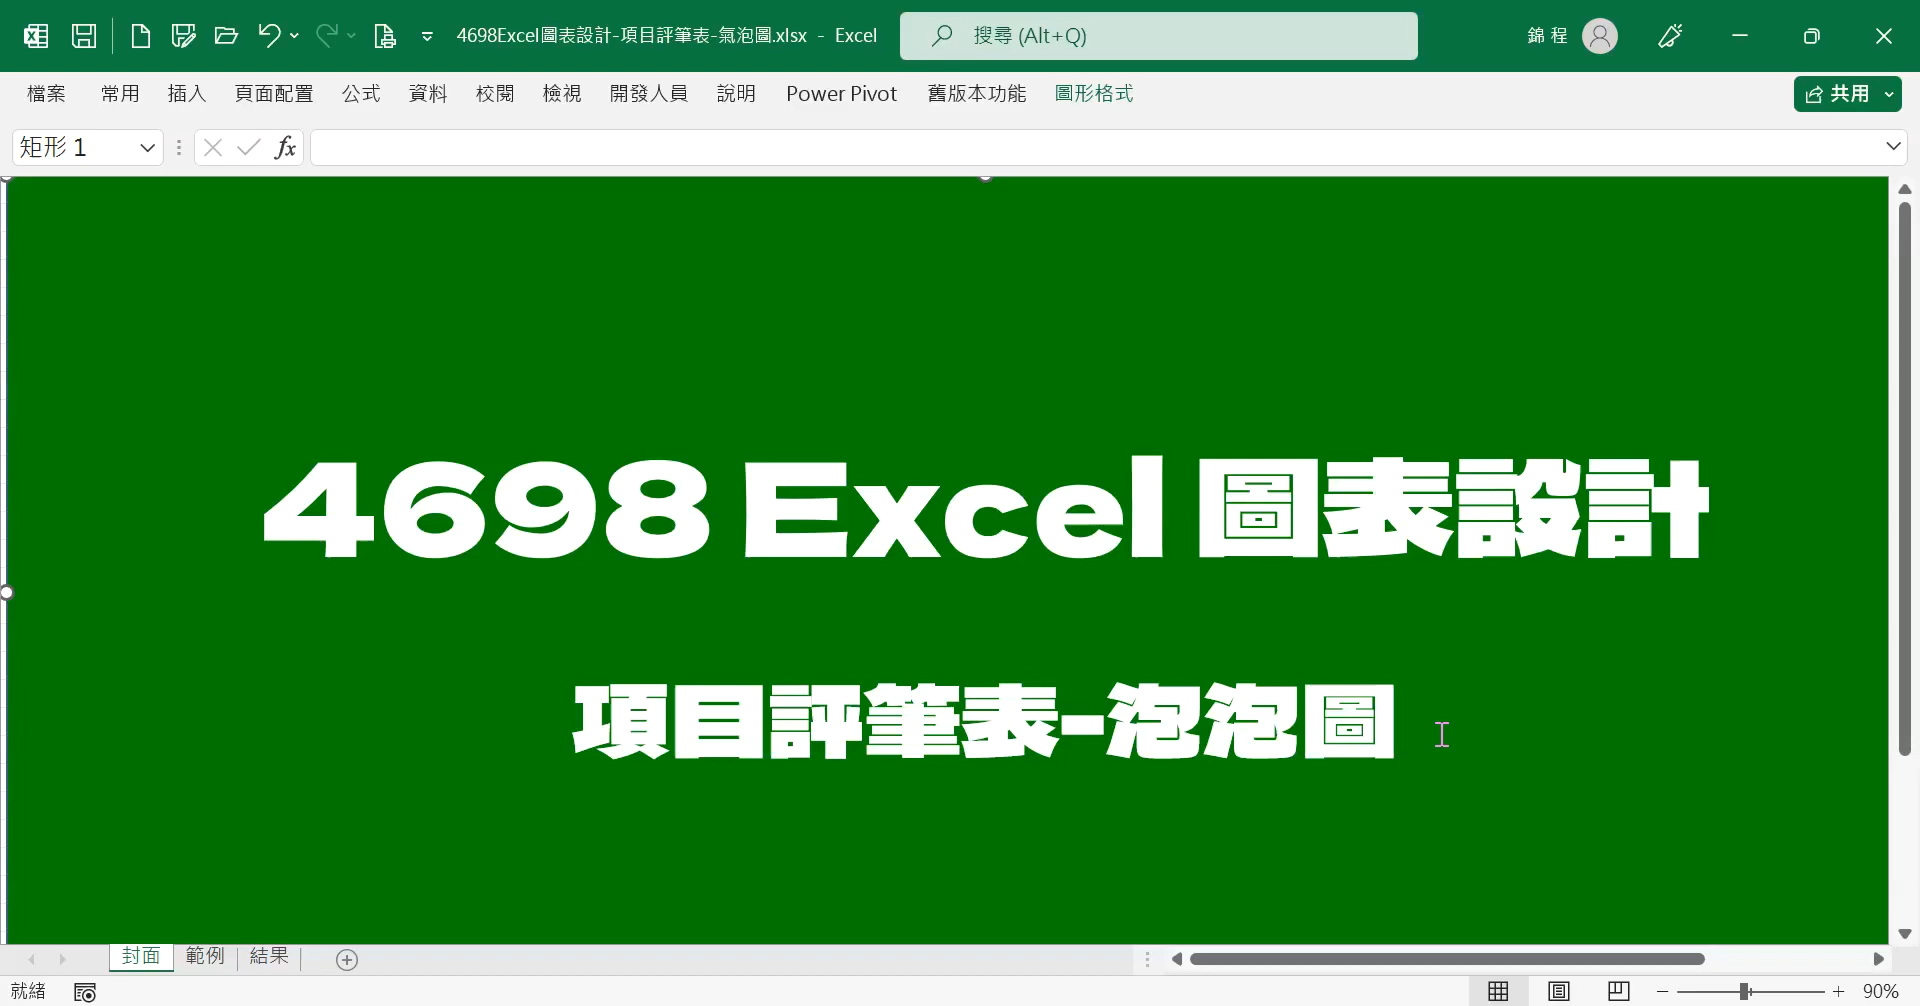 4698Excel圖表設計-項目評筆表-氣泡圖.xlsx - Excel
搜尋 (Alt+Q)
錦 程
檔案 常用 插入 頁面配置 公式 資料 校閱 檢視 開發人員 說明 Power Pivot 舊版本功能 圖形格式
共用
矩形 1
fx
4698 Excel 圖表設計
項目評筆表-泡泡圖
封面 範例 結果
就緒
90%